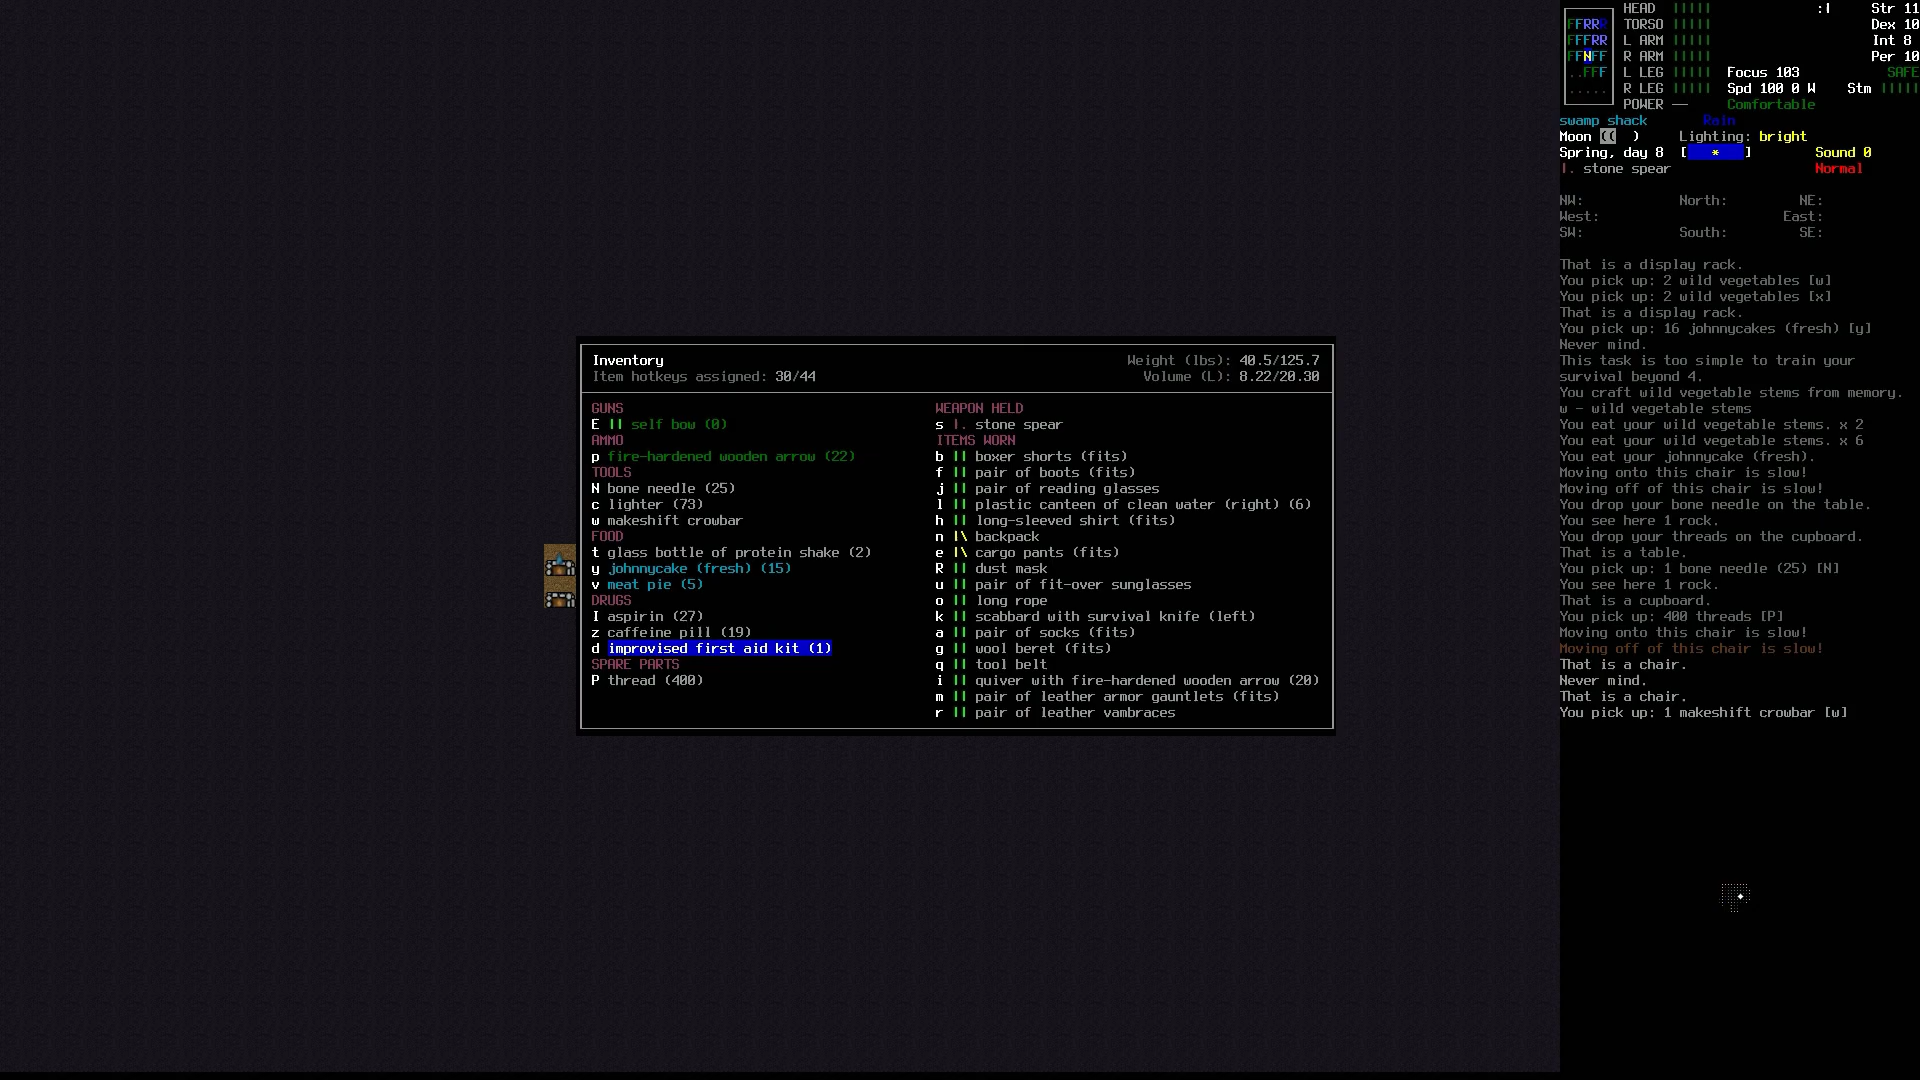 Inventory
Weight (lbs): 40.5/125.7
Item hotkeys assigned: 30/44
Volume (L): 8.22/20.30
GUNS
E || self bow (0)
AMMO
p fire-hardened wooden arrow (22)
TOOLS
N bone needle (25)
c lighter (73)
w makeshift crowbar
FOOD
t glass bottle of protein shake (2)
y johnnycake (fresh) (15)
v meat pie (5)
DRUGS
I aspirin (27)
z caffeine pill (19)
d improvised first aid kit (1)
SPARE PARTS
P thread (400)
WEAPON HELD
s |. stone spear
ITEMS WORN
b || boxer shorts (fits)
f || pair of boots (fits)
j || pair of reading glasses
l || plastic canteen of clean water (right) (6)
h || long-sleeved shirt (fits)
n |\ backpack
e |\ cargo pants (fits)
R || dust mask
u || pair of fit-over sunglasses
o || long rope
k || scabbard with survival knife (left)
a || pair of socks (fits)
g || wool beret (fits)
q || tool belt
i || quiver with fire-hardened wooden arrow (20)
m || pair of leather armor gauntlets (fits)
r || pair of leather vambraces
HEAD ||||| :| Str 11
FFRRR TORSO ||||| Dex 10
FFFRR L ARM ||||| Int 8
FFNFF R ARM ||||| Per 10
..FFF L LEG ||||| Focus 103 SAFE
..... R LEG ||||| Spd 100 0 W Stm |||||
POWER — Comfortable
swamp shack Rain
Moon (( ) Lighting: bright
Spring, day 8 [ * ] Sound 0
|. stone spear Normal
NW: North: NE:
West: East:
SW: South: SE:
That is a display rack.
You pick up: 2 wild vegetables [w]
You pick up: 2 wild vegetables [x]
That is a display rack.
You pick up: 16 johnnycakes (fresh) [y]
Never mind.
This task is too simple to train your
survival beyond 4.
You craft wild vegetable stems from memory.
w - wild vegetable stems
You eat your wild vegetable stems. x 2
You eat your wild vegetable stems. x 6
You eat your johnnycake (fresh).
Moving onto this chair is slow!
Moving off of this chair is slow!
You drop your bone needle on the table.
You see here 1 rock.
You drop your threads on the cupboard.
That is a table.
You pick up: 1 bone needle (25) [N]
You see here 1 rock.
That is a cupboard.
You pick up: 400 threads [P]
Moving onto this chair is slow!
Moving off of this chair is slow!
That is a chair.
Never mind.
That is a chair.
You pick up: 1 makeshift crowbar [w]